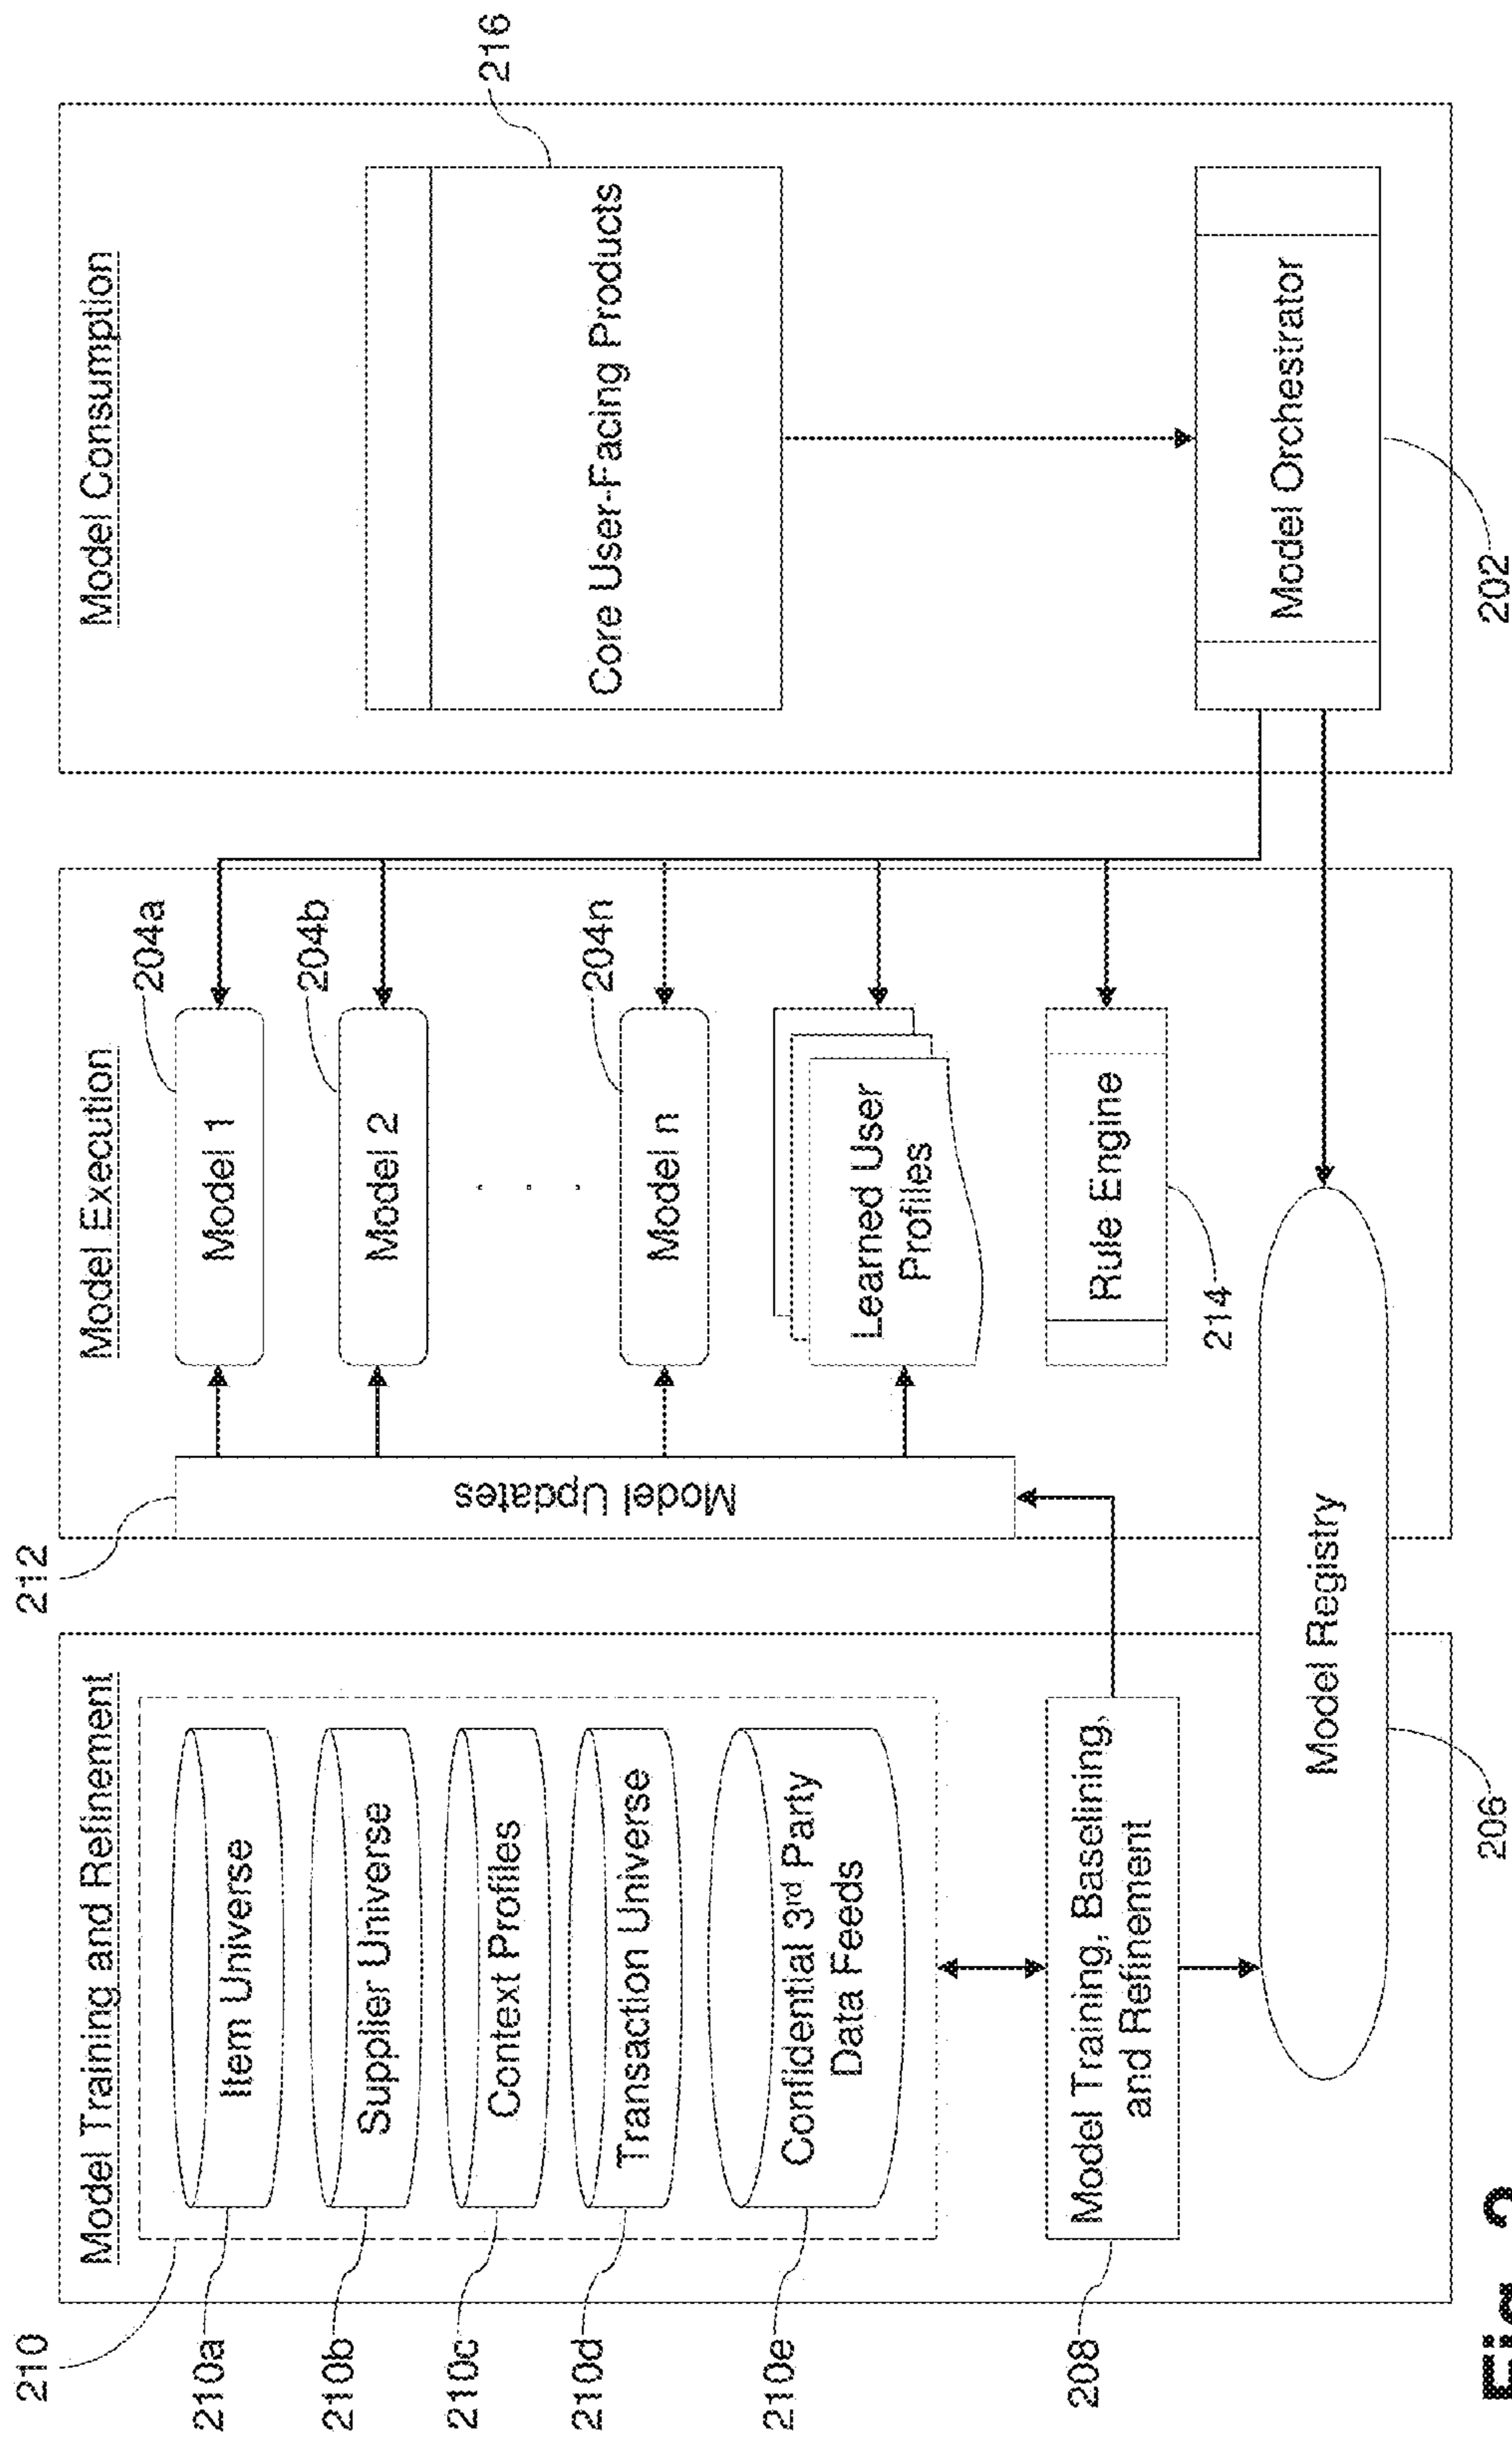 Model Training and Refinement
210
210a
Item Universe
210b
Supplier Universe
210c
Context Profiles
210d
Transaction Universe
210e
Confidential 3rd Party
Data Feeds
208
Model Training, Baselining,
and Refinement
Model Registry
206
Model Execution
212
Model Updates
204a
Model 1
204b
Model 2
204n
Model n
Learned User
Profiles
Rule Engine
214
Model Consumption
216
Core User-Facing Products
Model Orchestrator
202